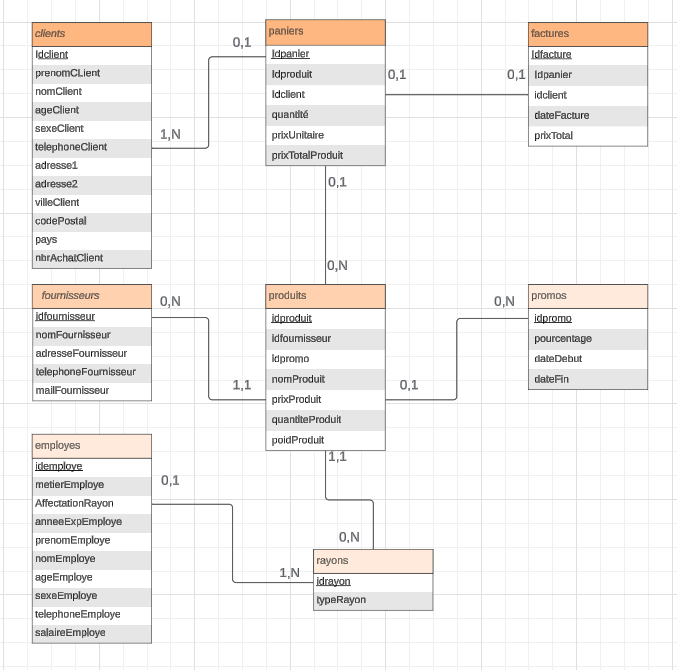 clients
Idclient
prenomCLient
nomClient
ageClient
sexeClient
telephoneClient
adresse1
adresse2
villeClient
codePostal
pays
nbrAchatClient
0,1
1,N
paniers
Idpanier
Idproduit
Idclient
quantité
prixUnitaire
prixTotalProduit
0,1
0,1
factures
Idfacture
Idpanier
idclient
dateFacture
prixTotal
0,1
0,N
fournisseurs
idfournisseur
nomFournisseur
adresseFournisseur
telephoneFournisseur
mailFournisseur
0,N
1,1
produits
idproduit
Idfournisseur
Idpromo
nomProduit
prixProduit
quantiteProduit
poidProduit
0,N
0,1
promos
idpromo
pourcentage
dateDebut
dateFin
employes
idemploye
metierEmploye
AffectationRayon
anneeExpEmploye
prenomEmploye
nomEmploye
ageEmploye
sexeEmploye
telephoneEmploye
salaireEmploye
0,1
1,N
1,1
0,N
rayons
idrayon
typeRayon